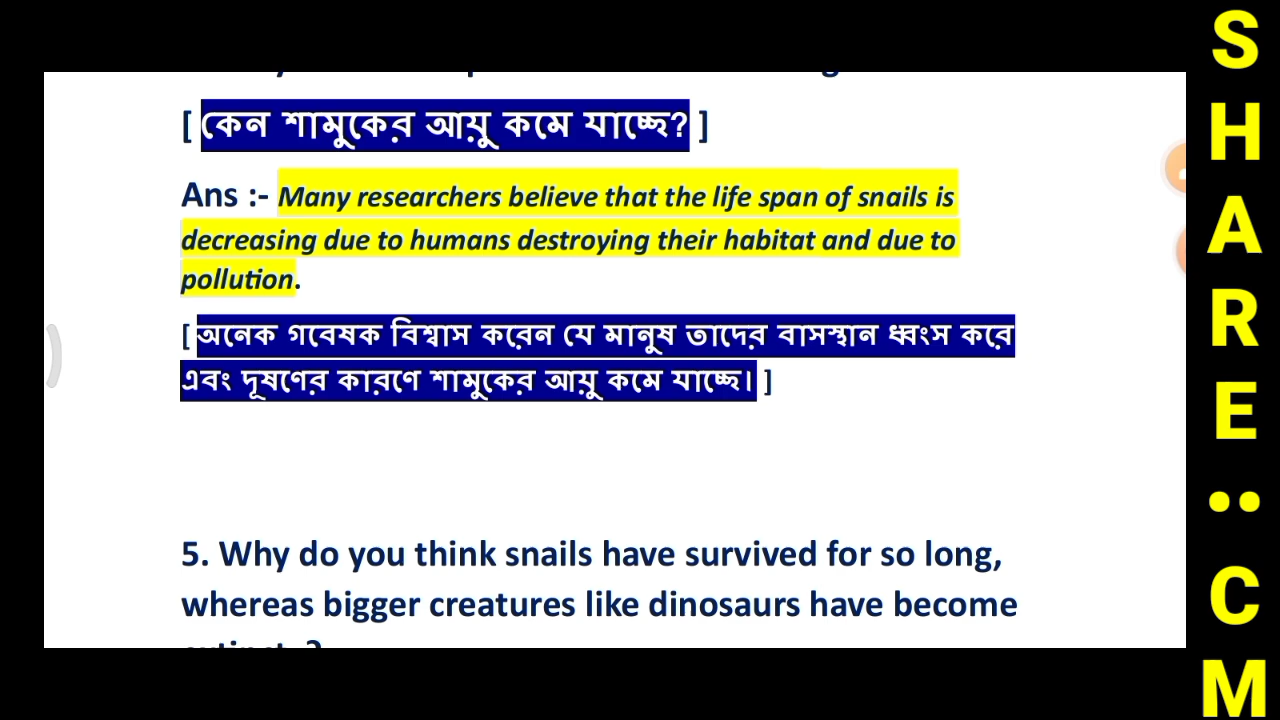 [ কেন শামুকের আয়ু কমে যাচ্ছে? ]
Ans :- Many researchers believe that the life span of snails is
decreasing due to humans destroying their habitat and due to
pollution.
[ অনেক গবেষক বিশ্বাস করেন যে মানুষ তাদের বাসস্থান ধ্বংস করে
এবং দূষণের কারণে শামুকের আয়ু কমে যাচ্ছে। ]
5. Why do you think snails have survived for so long,
whereas bigger creatures like dinosaurs have become
SHARE..CM